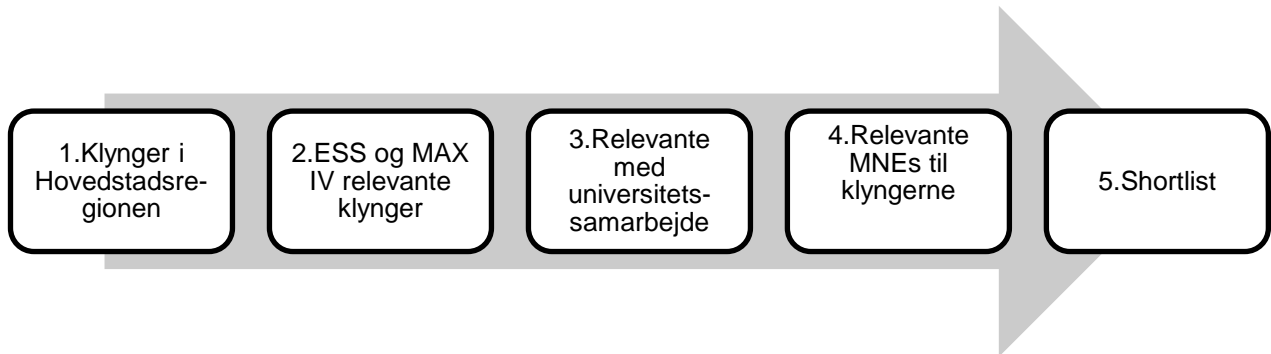 1.Klynger i
Hovedstadsre-
gionen
2.ESS og MAX
IV relevante
klynger
3.Relevante
med
universitets-
samarbejde
4.Relevante
MNEs til
klyngerne
5.Shortlist